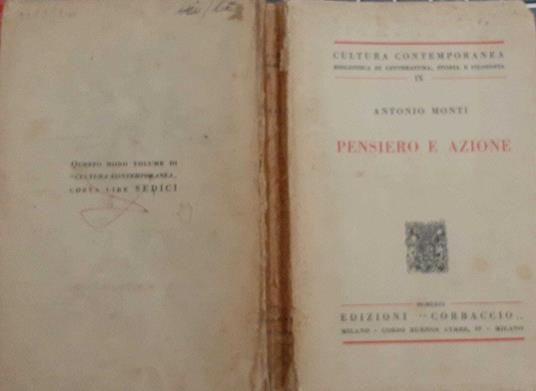 QUESTO NONO VOLUME DI
"CULTURA CONTEMPORANEA"
COSTA LIRE SEDICI
CULTURA CONTEMPORANEA
BIBLIOTECA DI LETTERATURA, STORIA E FILOSOFIA
IX
ANTONIO MONTI
PENSIERO E AZIONE
EDIZIONI "CORBACCIO"
MILANO - CORSO BUENOS AYRES, - MILANO